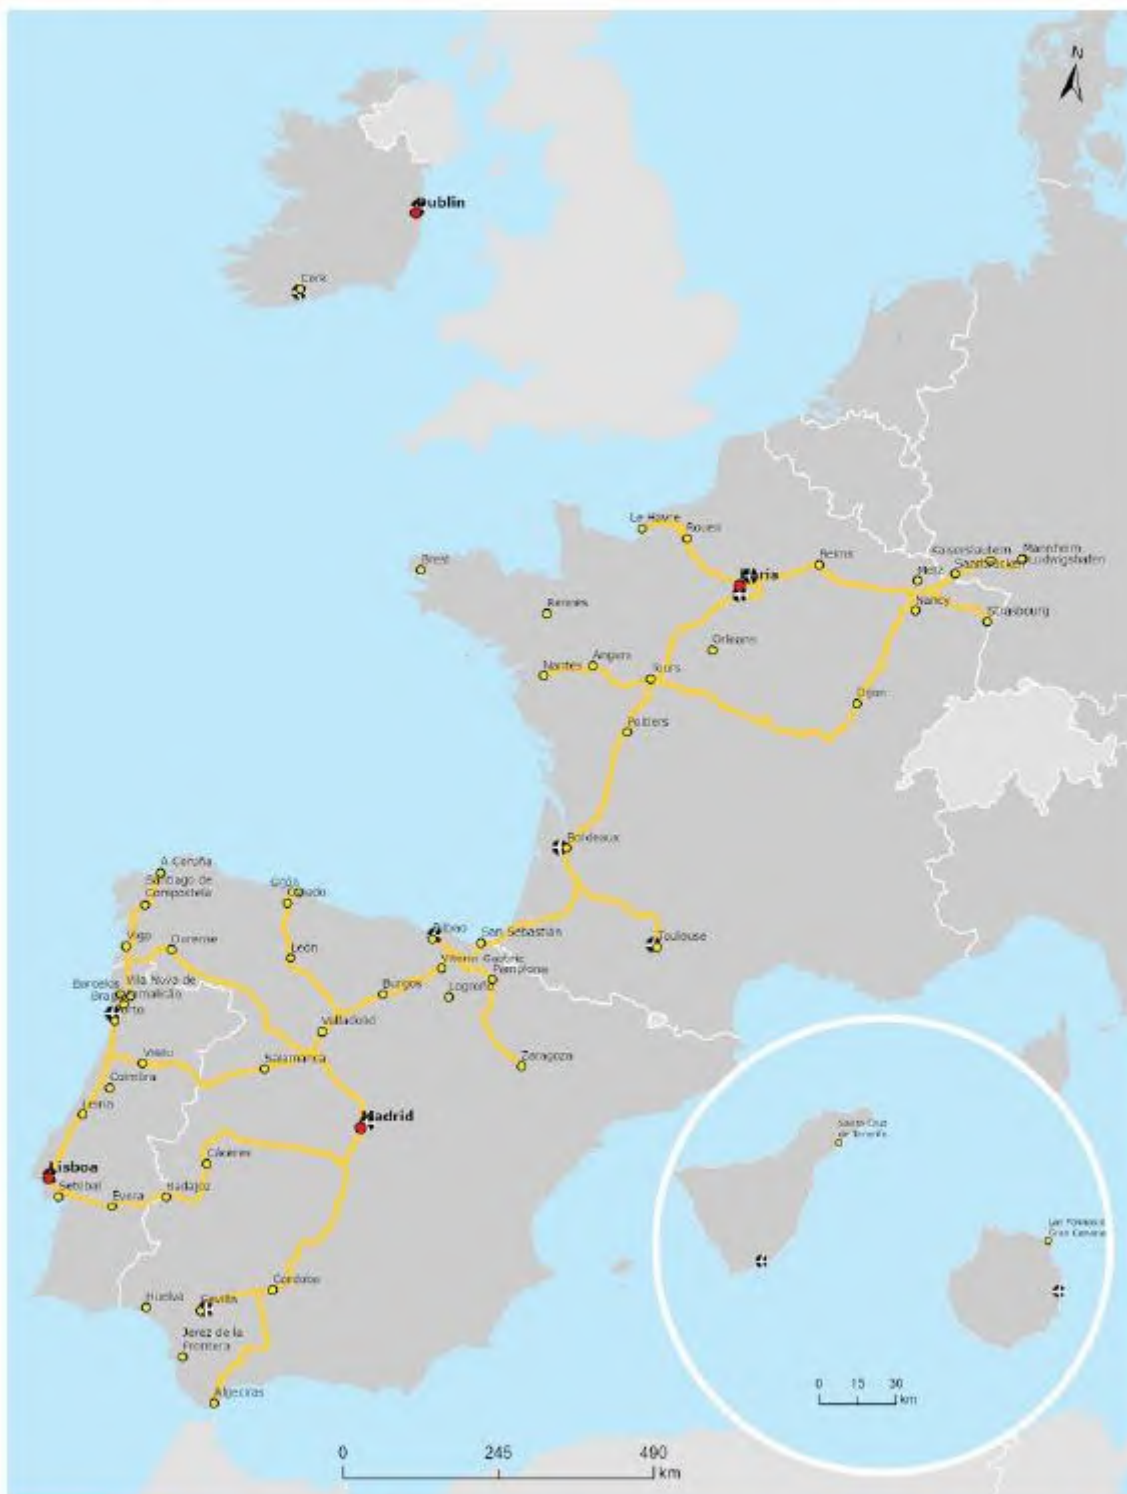 N
Dublin
Cork
Le Havre
Rouen
Paris
Reims
Kaiserslautern
Mannheim
Ludwigshafen
Saarbrücken
Metz
Nancy
Strasbourg
Brest
Rennes
Orleans
Angers
Nantes
Tours
Dijon
Poitiers
Bordeaux
Toulouse
A Coruña
Santiago de
Compostela
Gijón
Oviedo
Vigo
Ourense
León
Bilbao
San Sebastián
Vitoria
Pamplona
Logroño
Burgos
Barcelos
Vila Nova de
Famalicão
Braga
Porto
Valladolid
Zaragoza
Viseu
Salamanca
Coimbra
Leiria
Madrid
Lisboa
Setúbal
Évora
Badajoz
Cáceres
Córdoba
Huelva
Sevilla
Jerez de la
Frontera
Algeciras
Santa Cruz
de Tenerife
Las Palmas
Gran Canaria
0 15 30
km
0 245 490
km